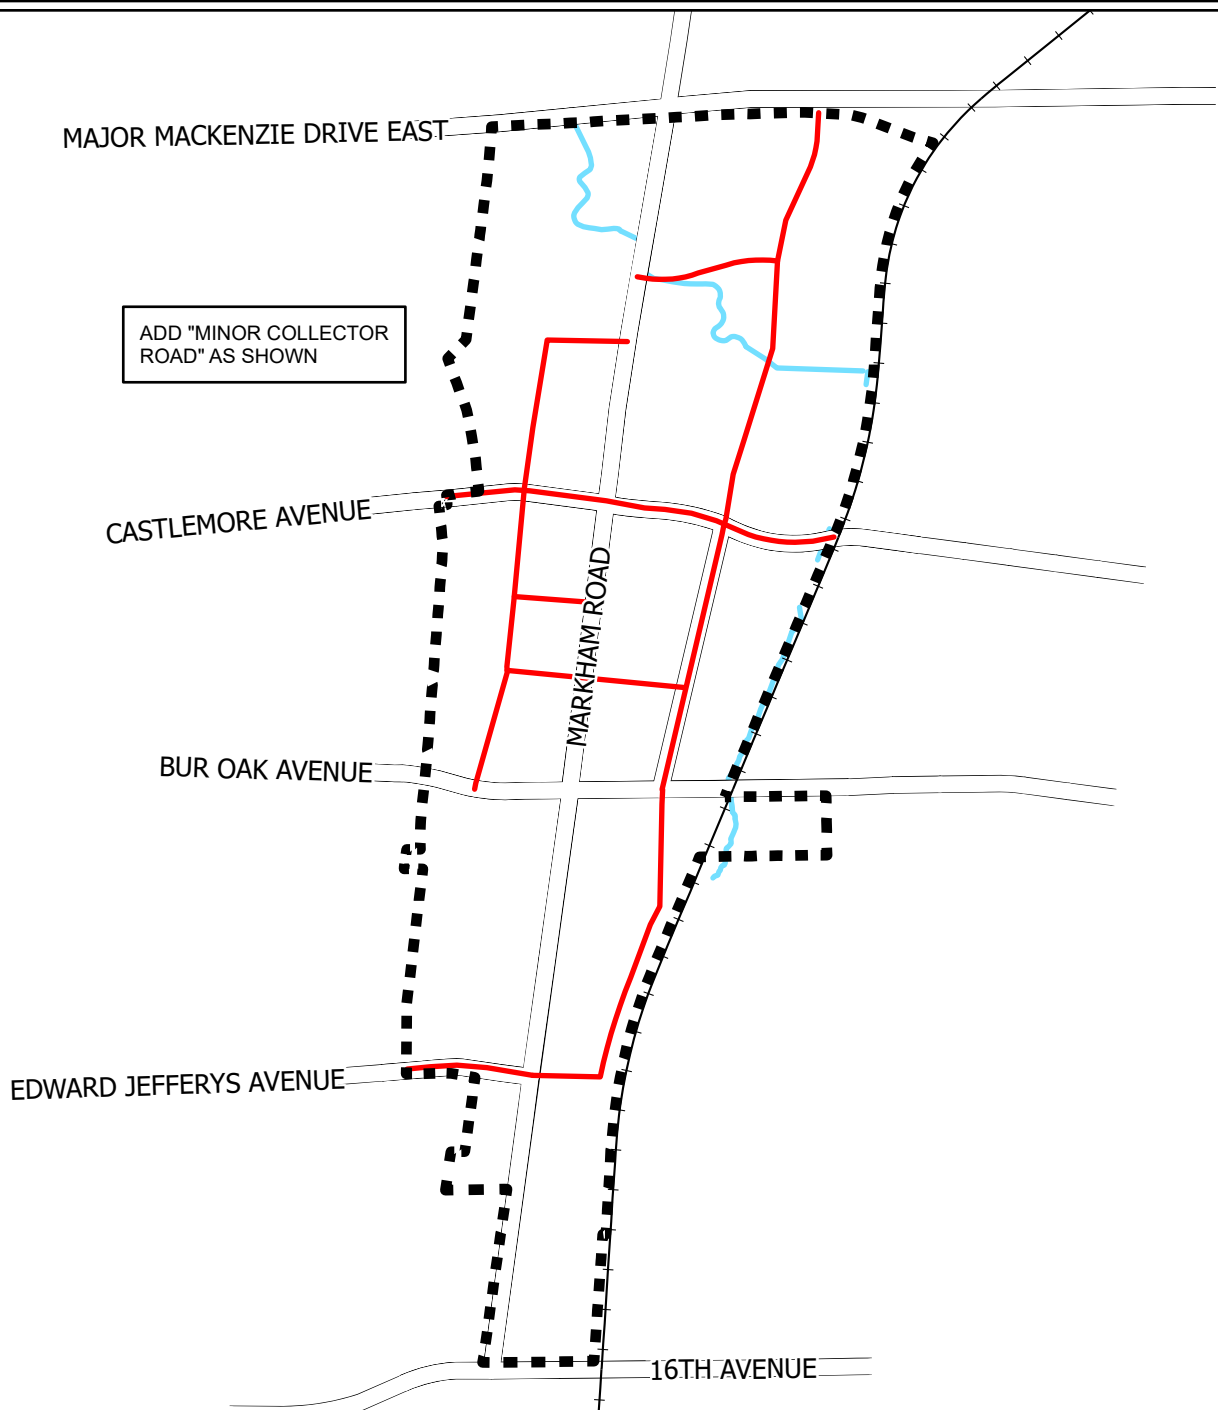 MAJOR MACKENZIE DRIVE EAST
ADD "MINOR COLLECTOR
ROAD" AS SHOWN
CASTLEMORE AVENUE
MARKHAM ROAD
BUR OAK AVENUE
EDWARD JEFFERYS AVENUE
16TH AVENUE